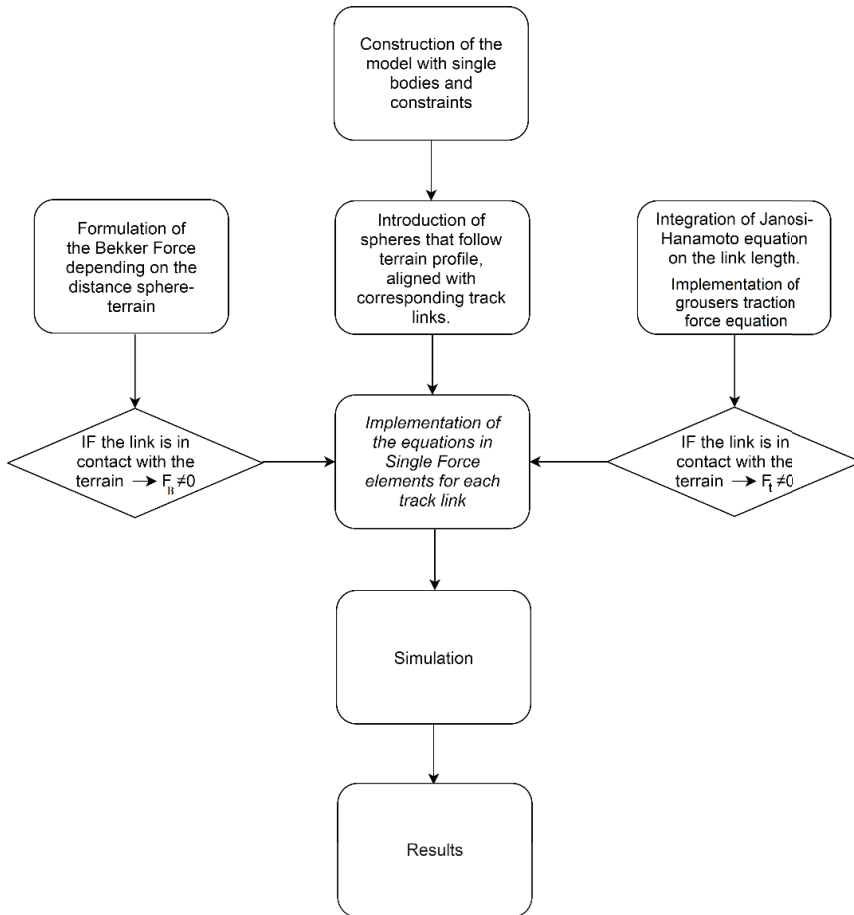 Construction of the
model with single
bodies and
constraints
Formulation of
the Bekker Force
depending on the
distance sphere-
terrain
Introduction of
spheres that follow
terrain profile,
aligned with
corresponding track
links.
Integration of Janosi-
Hanamoto equation
on the link length.
Implementation of
grousers traction
force equation
IF the link is in
contact with the
terrain → F_B ≠0
Implementation of
the equations in
Single Force
elements for each
track link
IF the link is in
contact with the
terrain → F_t ≠0
Simulation
Results